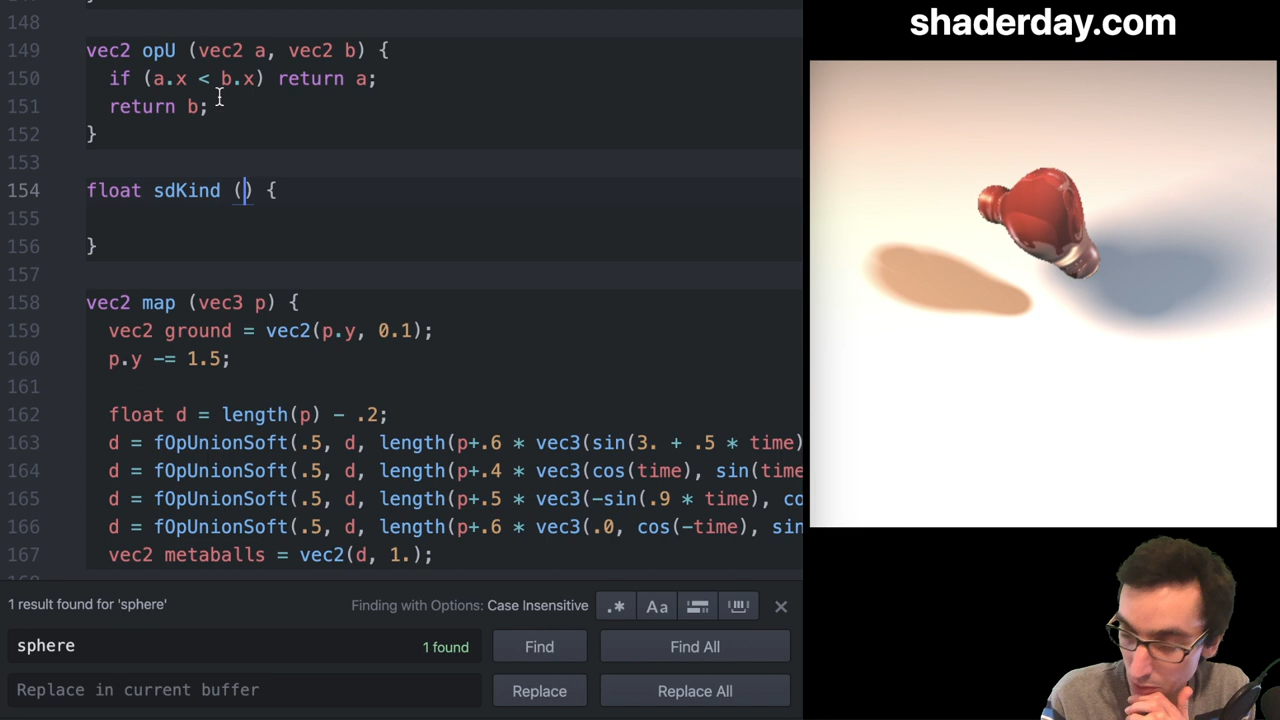 shaderday.com
148
149 vec2 opU (vec2 a, vec2 b) {
150 if (a.x < b.x) return a;
151 return b;
152 }
153
154 float sdKind () {
155
156 }
157
158 vec2 map (vec3 p) {
159 vec2 ground = vec2(p.y, 0.1);
160 p.y -= 1.5;
161
162 float d = length(p) - .2;
163 d = fOpUnionSoft(.5, d, length(p+.6 * vec3(sin(3. + .5 * time)
164 d = fOpUnionSoft(.5, d, length(p+.4 * vec3(cos(time), sin(time
165 d = fOpUnionSoft(.5, d, length(p+.5 * vec3(-sin(.9 * time), co
166 d = fOpUnionSoft(.5, d, length(p+.6 * vec3(.0, cos(-time), sin
167 vec2 metaballs = vec2(d, 1.);
1 result found for 'sphere'
Finding with Options: Case Insensitive
.* Aa
sphere
1 found
Find
Find All
Replace in current buffer
Replace
Replace All